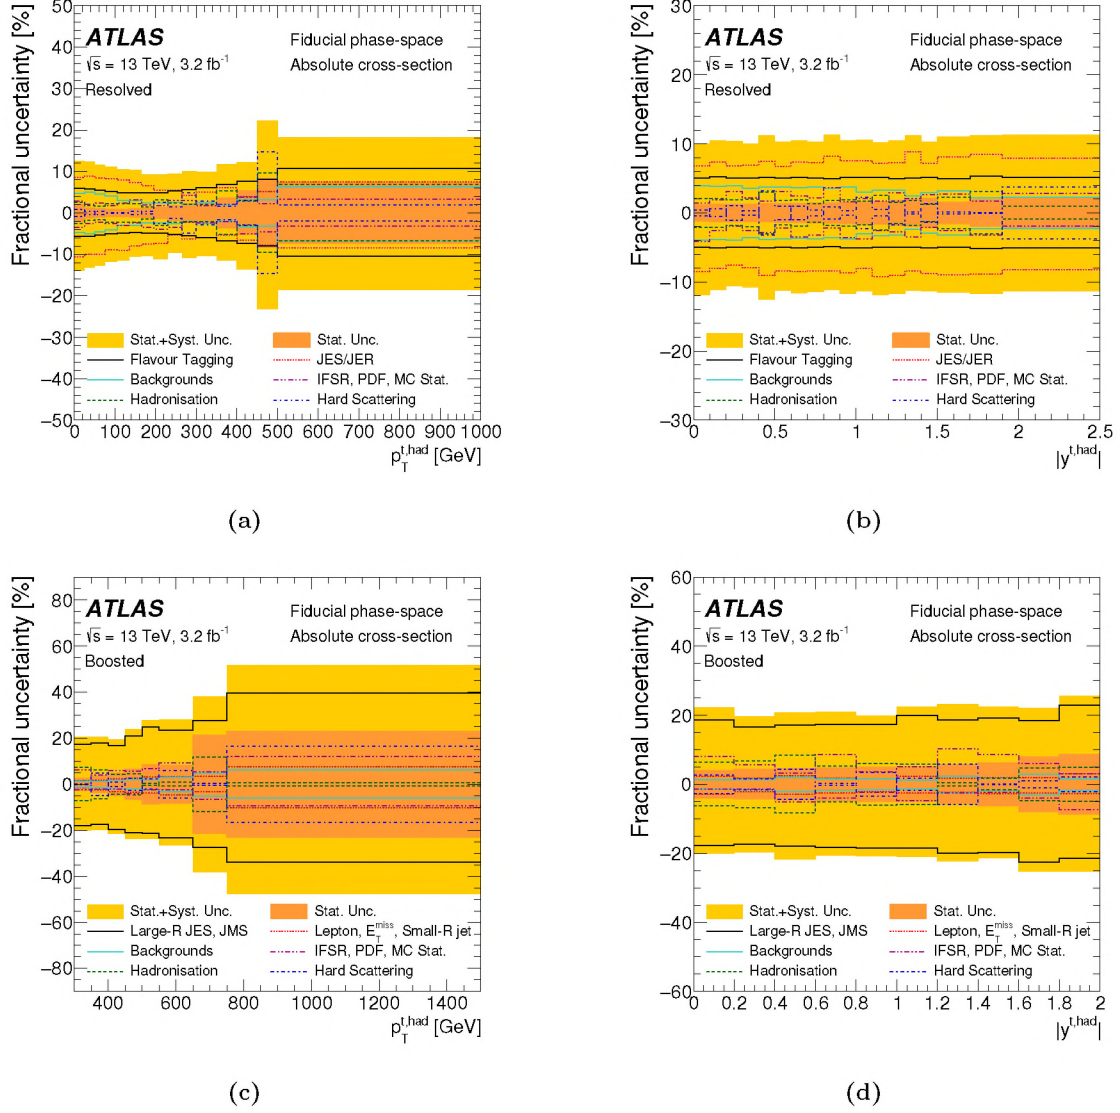 Fractional uncertainty [%]
50
40
30
20
10
0
−10
−20
−30
−40
−50
ATLAS
√s = 13 TeV, 3.2 fb⁻¹
Resolved
Fiducial phase-space
Absolute cross-section
Stat.+Syst. Unc.
Stat. Unc.
Flavour Tagging
JES/JER
Backgrounds
IFSR, PDF, MC Stat.
Hadronisation
Hard Scattering
0 100 200 300 400 500 600 700 800 900 1000
p_T^{t,had} [GeV]
(a)
Fractional uncertainty [%]
30
20
10
0
−10
−20
−30
ATLAS
√s = 13 TeV, 3.2 fb⁻¹
Resolved
Fiducial phase-space
Absolute cross-section
Stat.+Syst. Unc.
Stat. Unc.
Flavour Tagging
JES/JER
Backgrounds
IFSR, PDF, MC Stat.
Hadronisation
Hard Scattering
0 0.5 1 1.5 2 2.5
|y^{t,had}|
(b)
Fractional uncertainty [%]
80
60
40
20
0
−20
−40
−60
−80
ATLAS
√s = 13 TeV, 3.2 fb⁻¹
Boosted
Fiducial phase-space
Absolute cross-section
Stat.+Syst. Unc.
Stat. Unc.
Large-R JES, JMS
Lepton, E_T^{miss}, Small-R jet
Backgrounds
IFSR, PDF, MC Stat.
Hadronisation
Hard Scattering
400 600 800 1000 1200 1400
p_T^{t,had} [GeV]
(c)
Fractional uncertainty [%]
60
40
20
0
−20
−40
−60
ATLAS
√s = 13 TeV, 3.2 fb⁻¹
Boosted
Fiducial phase-space
Absolute cross-section
Stat.+Syst. Unc.
Stat. Unc.
Large-R JES, JMS
Lepton, E_T^{miss}, Small-R jet
Backgrounds
IFSR, PDF, MC Stat.
Hadronisation
Hard Scattering
0 0.2 0.4 0.6 0.8 1 1.2 1.4 1.6 1.8 2
|y^{t,had}|
(d)